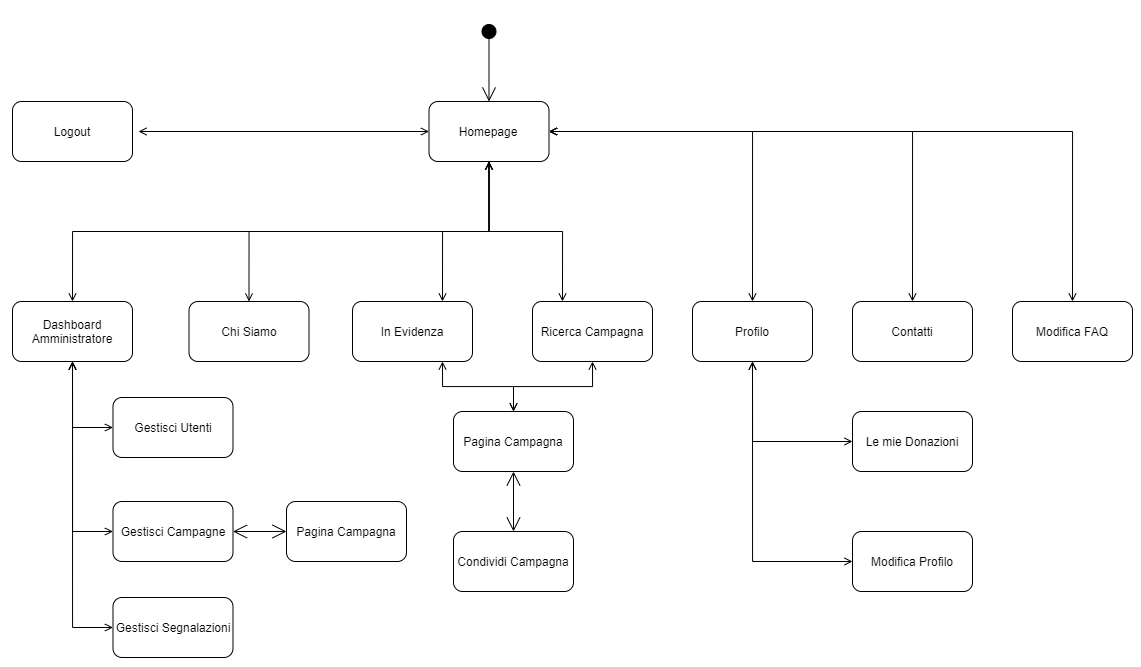 Logout
Homepage
Dashboard
Amministratore
Chi Siamo
In Evidenza
Ricerca Campagna
Profilo
Contatti
Modifica FAQ
Gestisci Utenti
Pagina Campagna
Le mie Donazioni
Gestisci Campagne
Pagina Campagna
Condividi Campagna
Modifica Profilo
Gestisci Segnalazioni